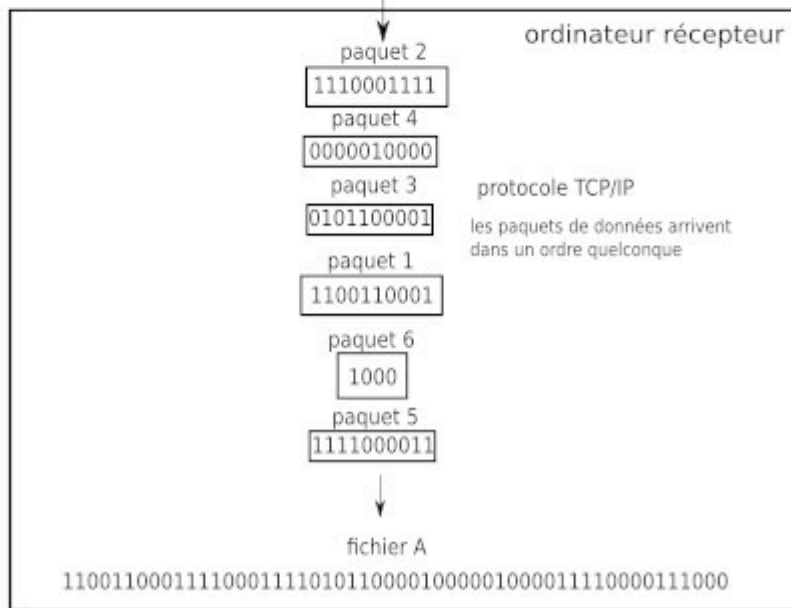 ordinateur récepteur
paquet 2
1110001111
paquet 4
0000010000
paquet 3
protocole TCP/IP
0101100001
les paquets de données arrivent
dans un ordre quelconque
paquet 1
1100110001
paquet 6
1000
paquet 5
1111000011
fichier A
110011000111100011110101100001000001000011110000111000